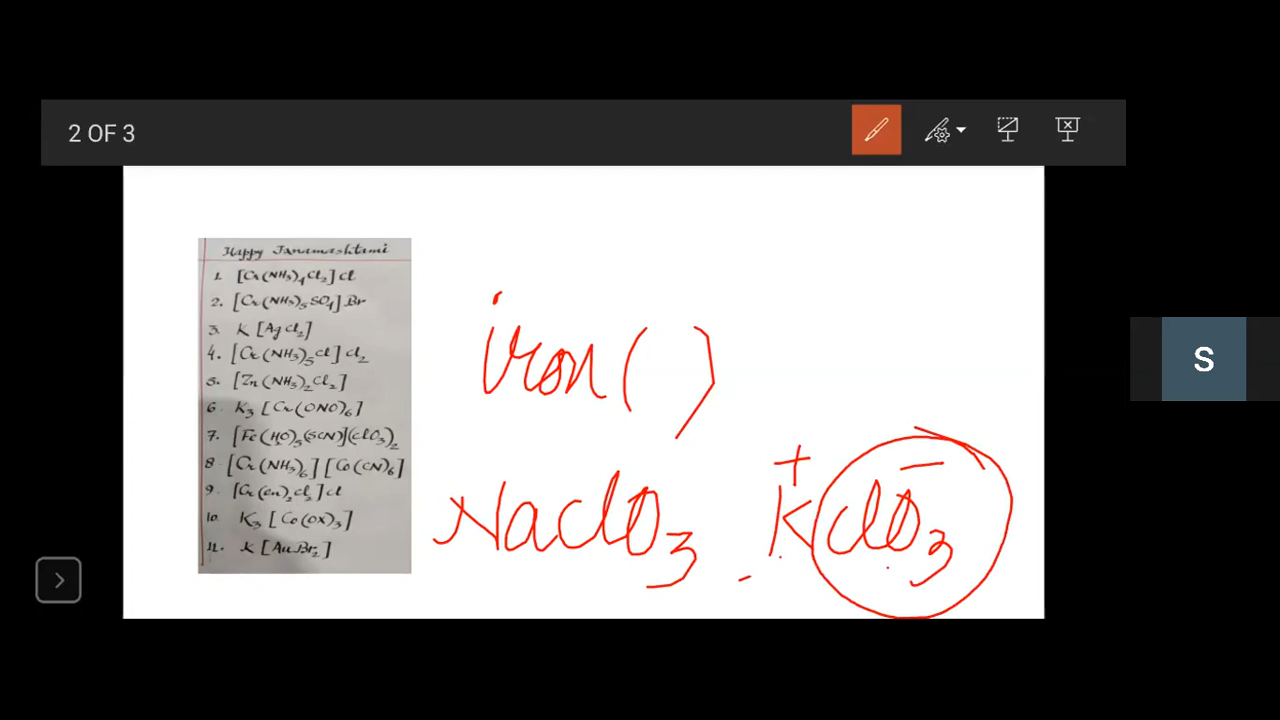 2 OF 3
Happy Janamashtami
1. [Cr(NH3)4Cl2]Cl
2. [Cr(NH3)5SO4]Br
3. K[AgCl2]
4. [Cr(NH3)5Cl]Cl2
5. [Zn(NH3)2Cl2]
6. K3[Cr(ONO)6]
7. [Fe(H2O)5(SCN)](ClO3)2
8. [Cr(NH3)6][Co(CN)6]
9. [Cr(en)2Cl2]Cl
10. K3[Co(OX)3]
11. K[AuBr2]
iron ( )
NaClO3 K+ClO3-
S